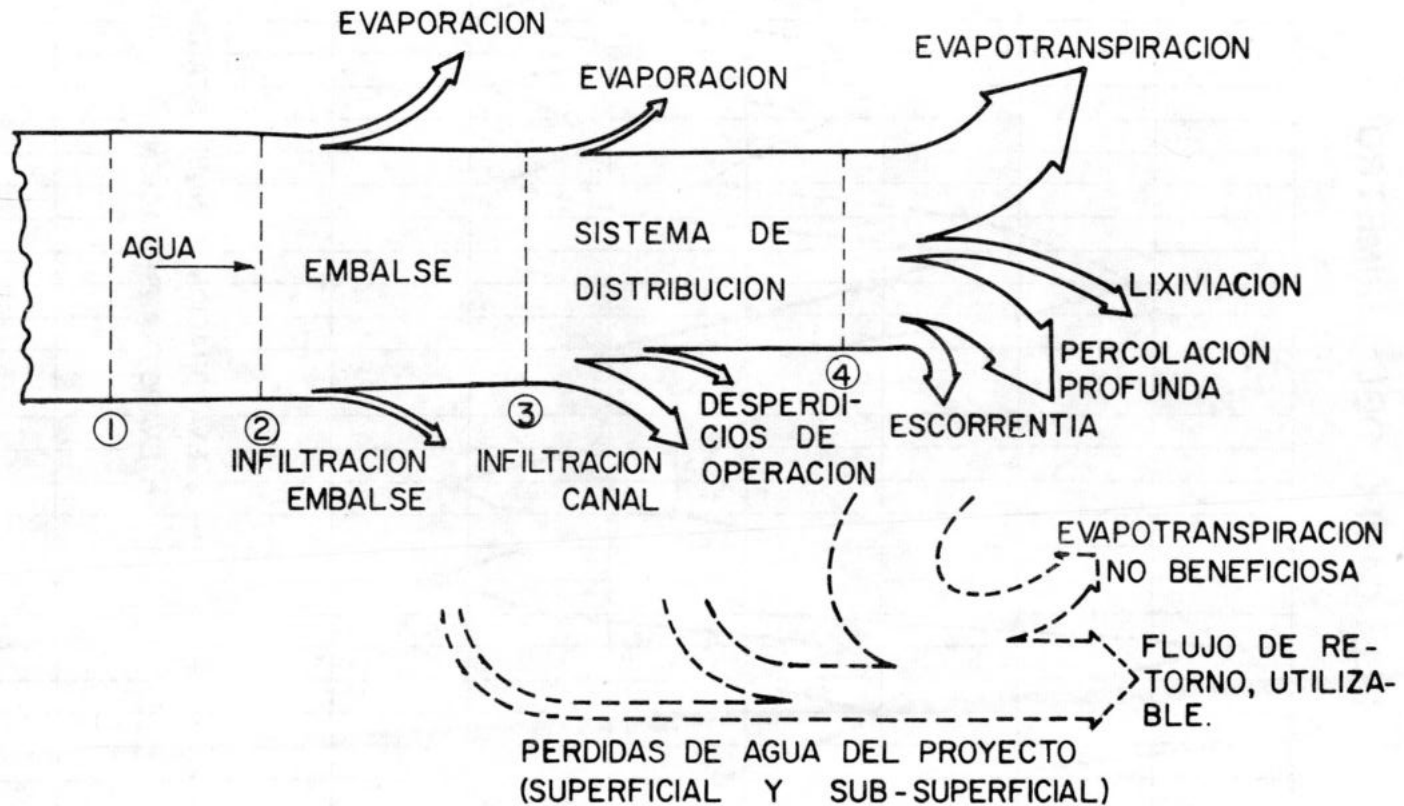 EVAPORACION
EVAPORACION
EVAPOTRANSPIRACION
AGUA
EMBALSE
SISTEMA DE
DISTRIBUCION
LIXIVIACION
PERCOLACION
PROFUNDA
ESCORRENTIA
1
2
3
4
INFILTRACION
EMBALSE
INFILTRACION
CANAL
DESPERDI-
CIOS DE
OPERACION
EVAPOTRANSPIRACION
NO BENEFICIOSA
FLUJO DE RE-
TORNO, UTILIZA-
BLE.
PERDIDAS DE AGUA DEL PROYECTO
(SUPERFICIAL Y SUB-SUPERFICIAL)